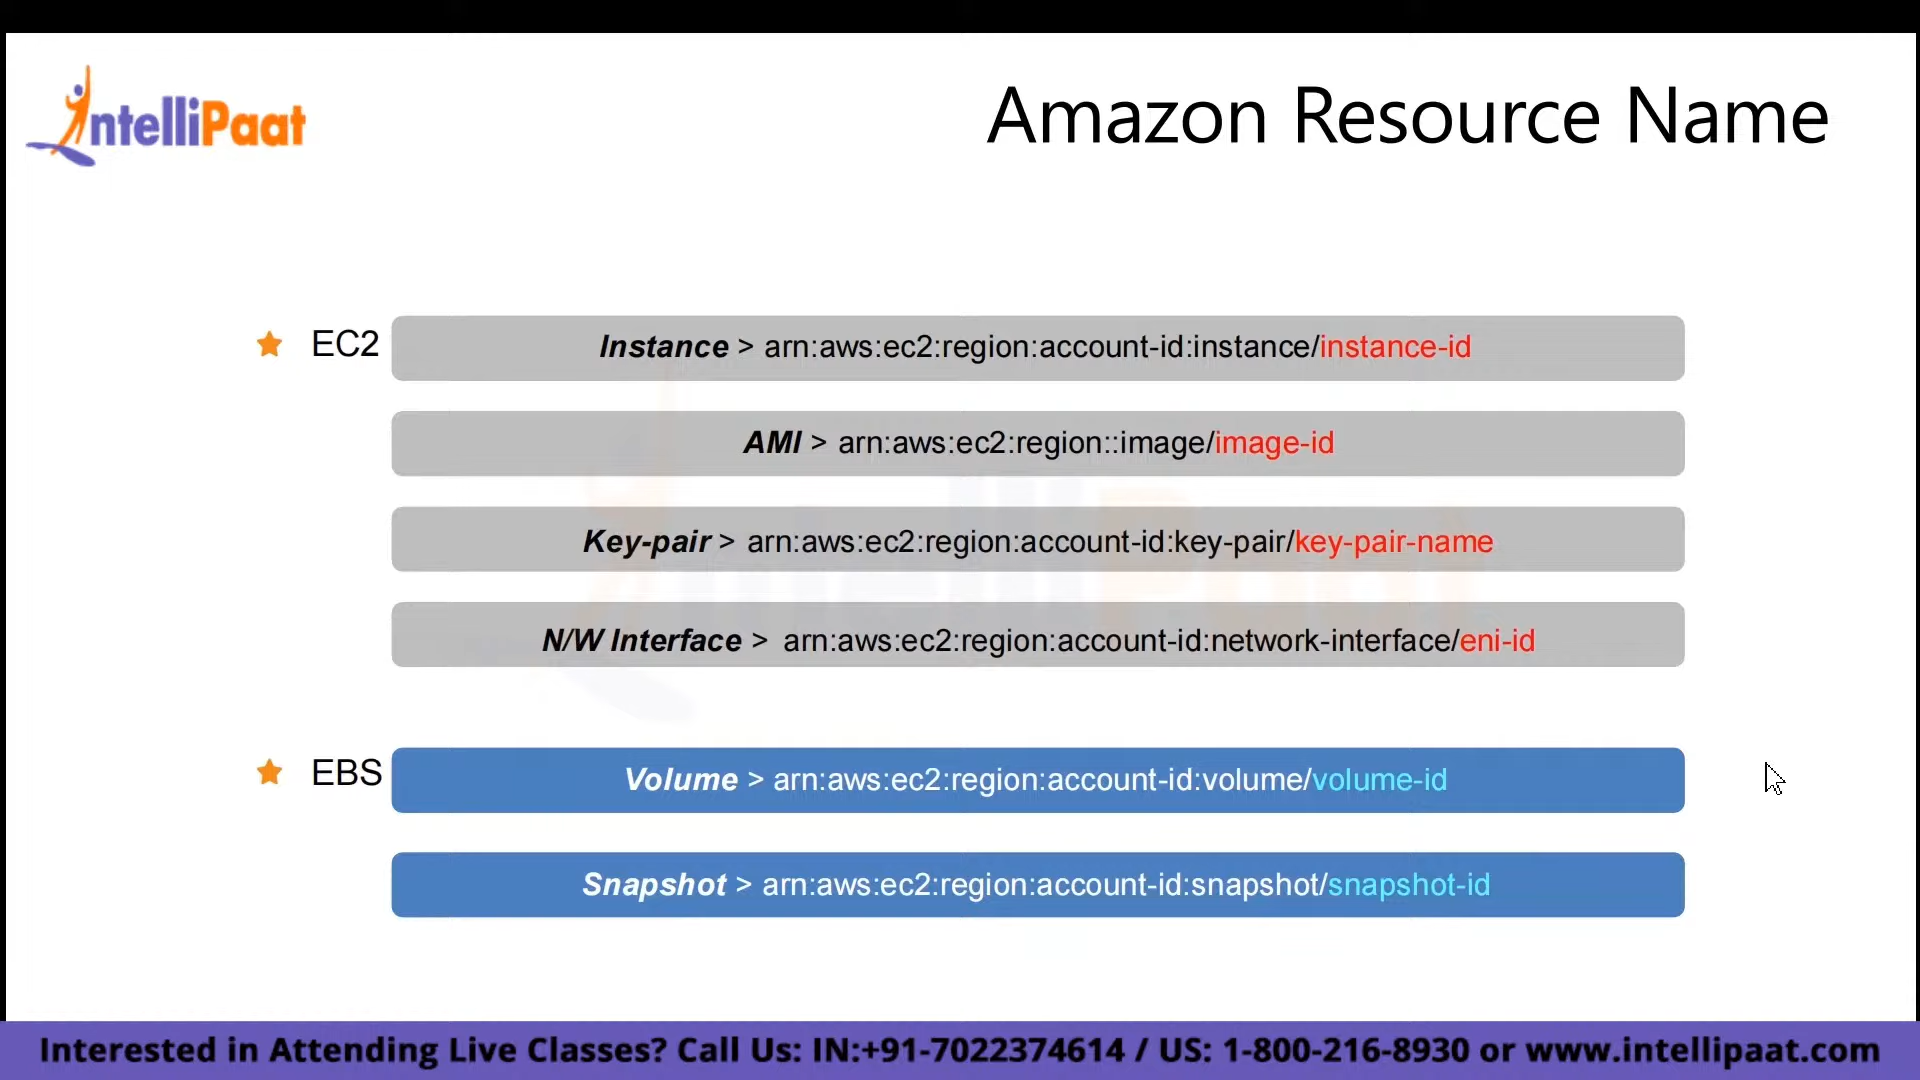 IntelliPaat
Amazon Resource Name
EC2
Instance > arn:aws:ec2:region:account-id:instance/instance-id
AMI > arn:aws:ec2:region::image/image-id
Key-pair > arn:aws:ec2:region:account-id:key-pair/key-pair-name
N/W Interface > arn:aws:ec2:region:account-id:network-interface/eni-id
EBS
Volume > arn:aws:ec2:region:account-id:volume/volume-id
Snapshot > arn:aws:ec2:region:account-id:snapshot/snapshot-id
Interested in Attending Live Classes? Call Us: IN:+91-7022374614 / US: 1-800-216-8930 or www.intellipaat.com